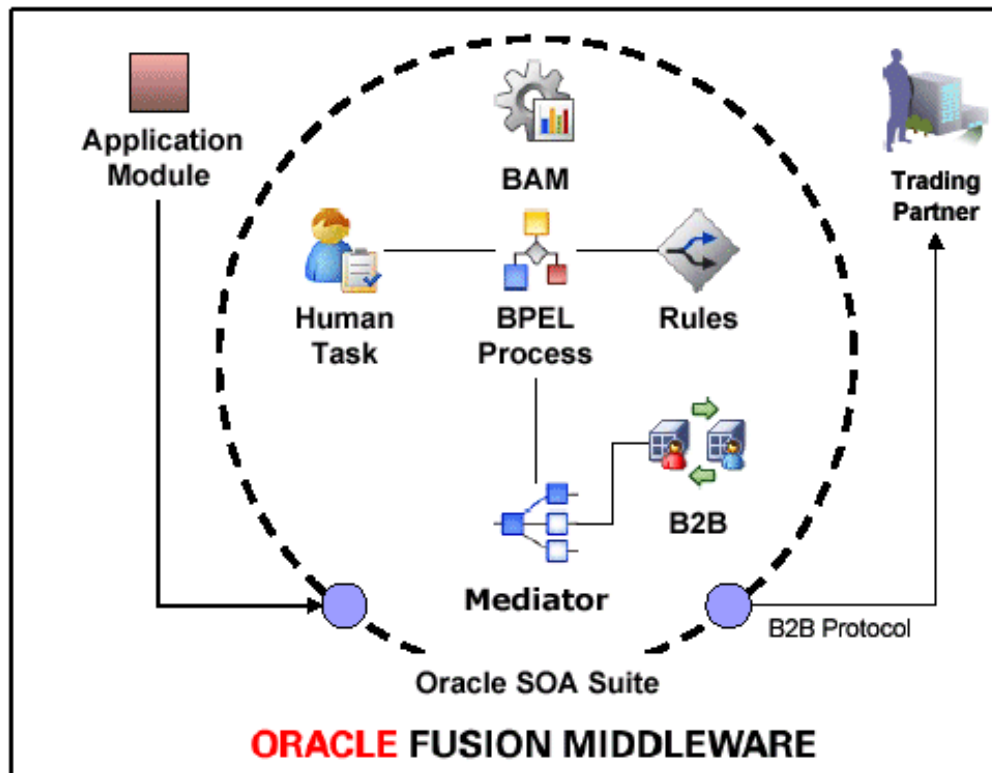 Application
Module
BAM
Trading
Partner
Human
Task
BPEL
Process
Rules
B2B
Mediator
B2B Protocol
Oracle SOA Suite
ORACLE FUSION MIDDLEWARE